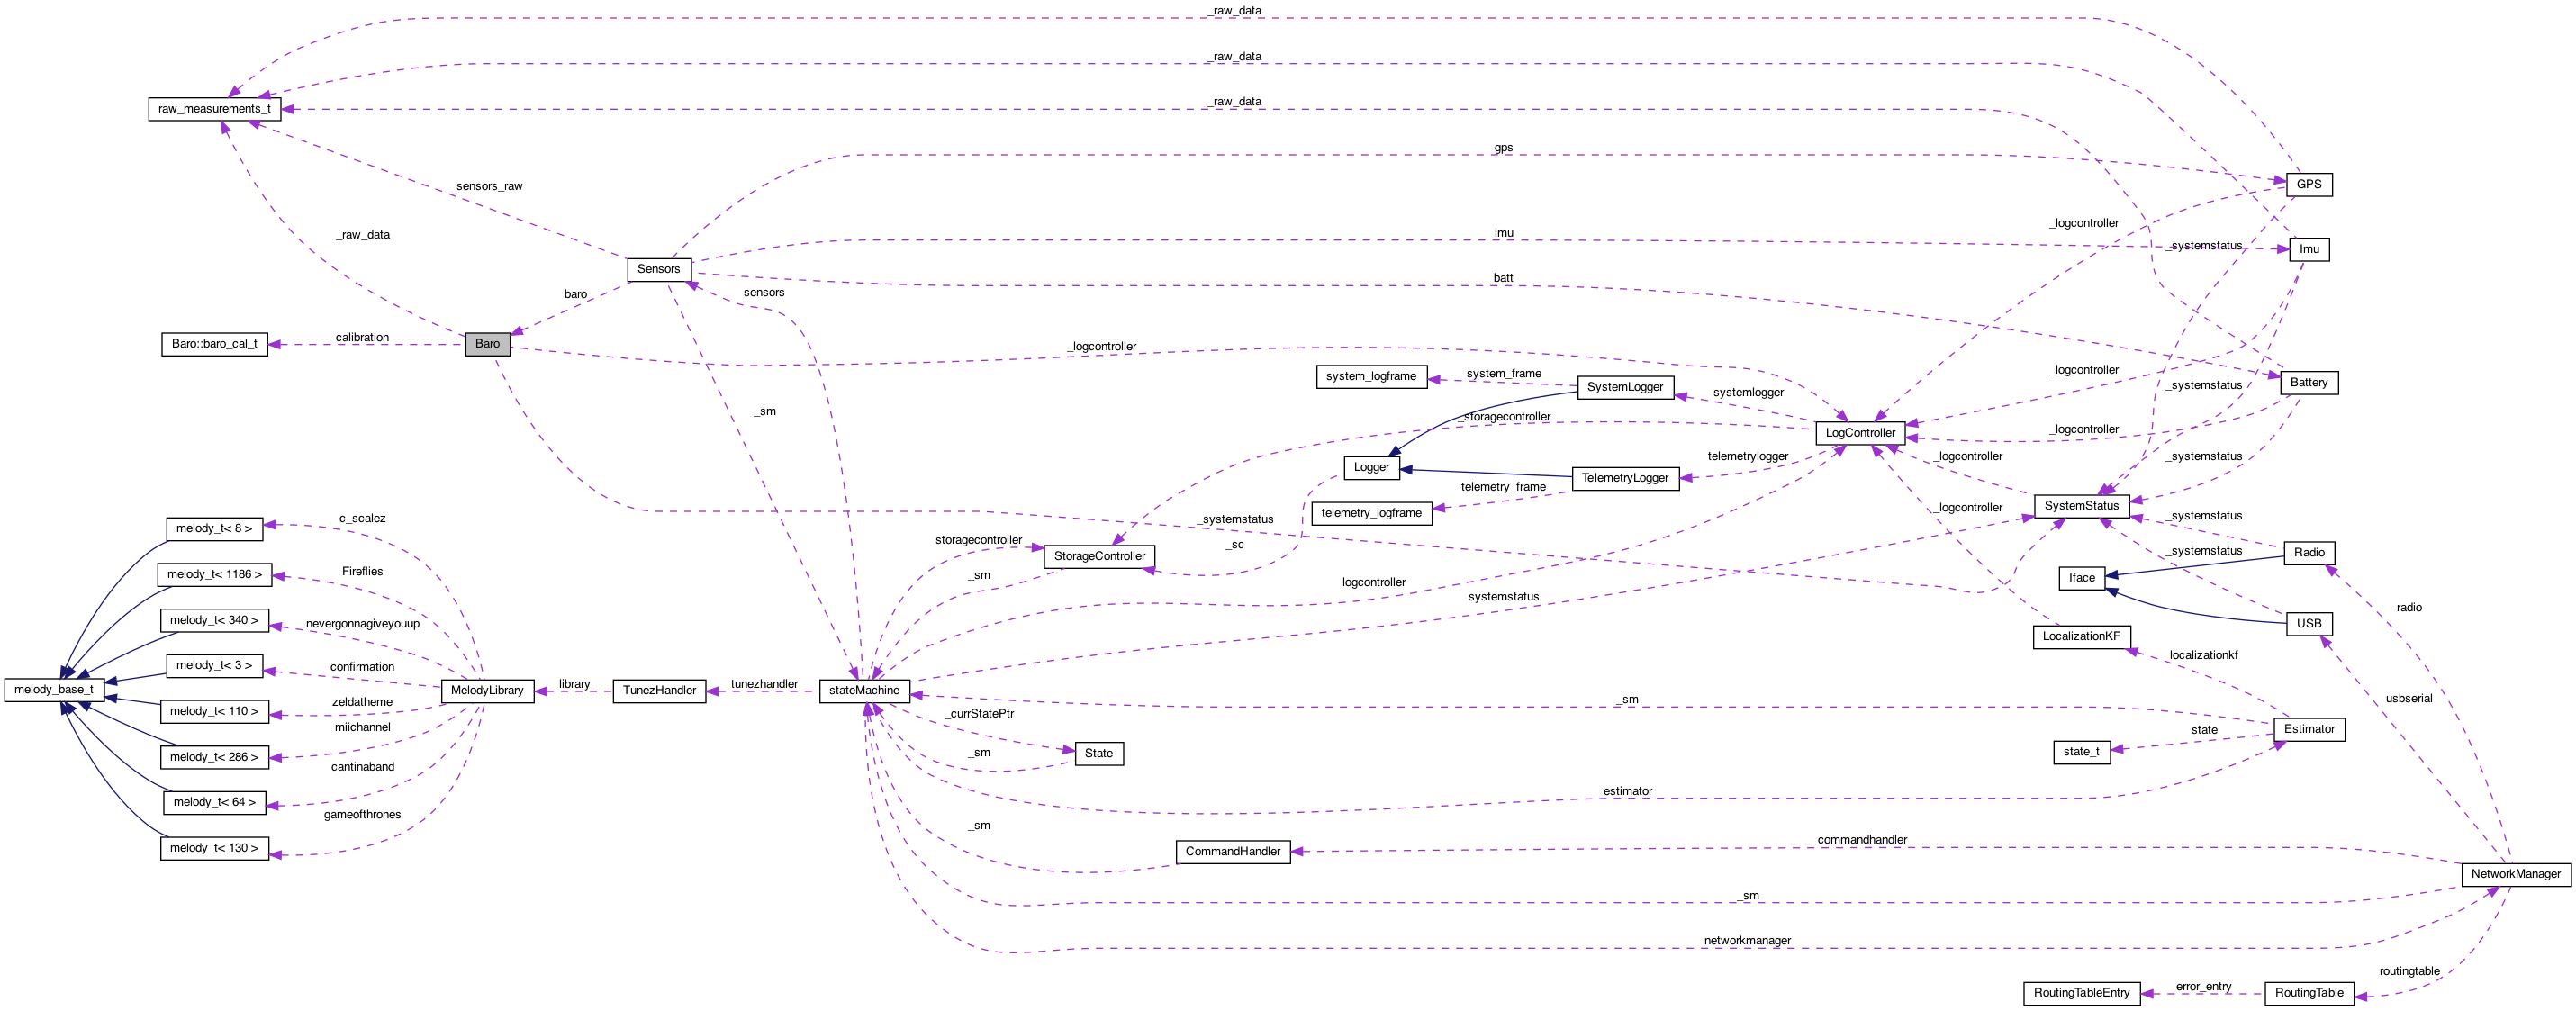 _raw_data
_raw_data
_raw_data
raw_measurements_t
gps
GPS
sensors_raw
_raw_data
_logcontroller
imu
_systemstatus
Imu
Sensors
batt
baro
sensors
calibration
Baro::baro_cal_t
Baro
_logcontroller
system_logframe
system_frame
SystemLogger
systemlogger
_logcontroller
_systemstatus
Battery
_sm
_storagecontroller
LogController
_logcontroller
Logger
telemetrylogger
_logcontroller
_systemstatus
TelemetryLogger
telemetry_frame
telemetry_logframe
SystemStatus
_logcontroller
_systemstatus
c_scalez
melody_t< 8 >
_systemstatus
storagecontroller
StorageController
_sc
_systemstatus
Radio
Fireflies
melody_t< 1186 >
_sm
logcontroller
Iface
systemstatus
radio
nevergonnagiveyouup
melody_t< 340 >
USB
LocalizationKF
localizationkf
confirmation
melody_t< 3 >
melody_base_t
MelodyLibrary
library
TunezHandler
tunezhandler
stateMachine
_sm
usbserial
zeldatheme
melody_t< 110 >
_currStatePtr
miichannel
state
Estimator
melody_t< 286 >
_sm
State
state_t
cantinaband
estimator
melody_t< 64 >
gameofthrones
_sm
commandhandler
melody_t< 130 >
CommandHandler
NetworkManager
_sm
networkmanager
routingtable
RoutingTableEntry
error_entry
RoutingTable